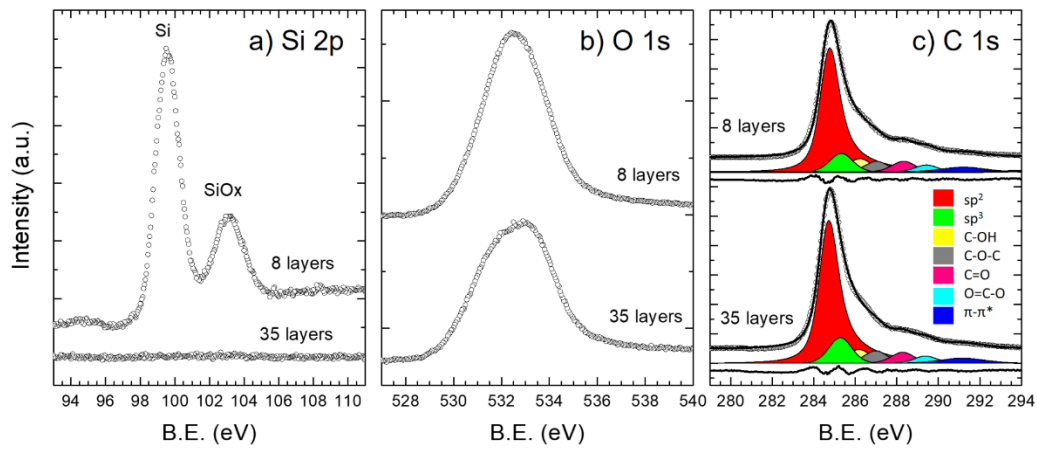 Intensity (a.u.)
a) Si 2p
Si
SiOx
8 layers
35 layers
94 96 98 100 102 104 106 108 110
B.E. (eV)
b) O 1s
8 layers
35 layers
528 530 532 534 536 538 540
B.E. (eV)
c) C 1s
8 layers
35 layers
sp²
sp³
C-OH
C-O-C
C=O
O=C-O
π-π*
280 282 284 286 288 290 292 294
B.E. (eV)